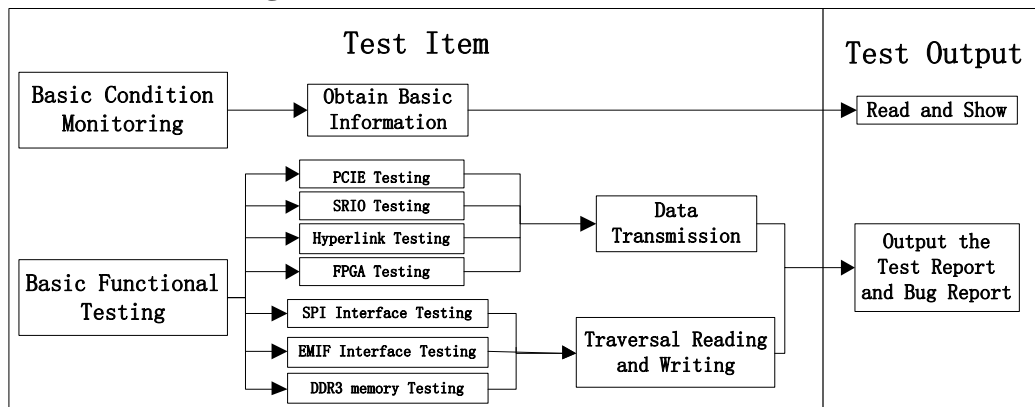 Test Item
Test Output
Basic Condition
Monitoring
Obtain Basic
Information
Read and Show
PCIE Testing
SRIO Testing
Hyperlink Testing
FPGA Testing
Data
Transmission
Basic Functional
Testing
SPI Interface Testing
EMIF Interface Testing
DDR3 memory Testing
Traversal Reading
and Writing
Output the
Test Report
and Bug Report